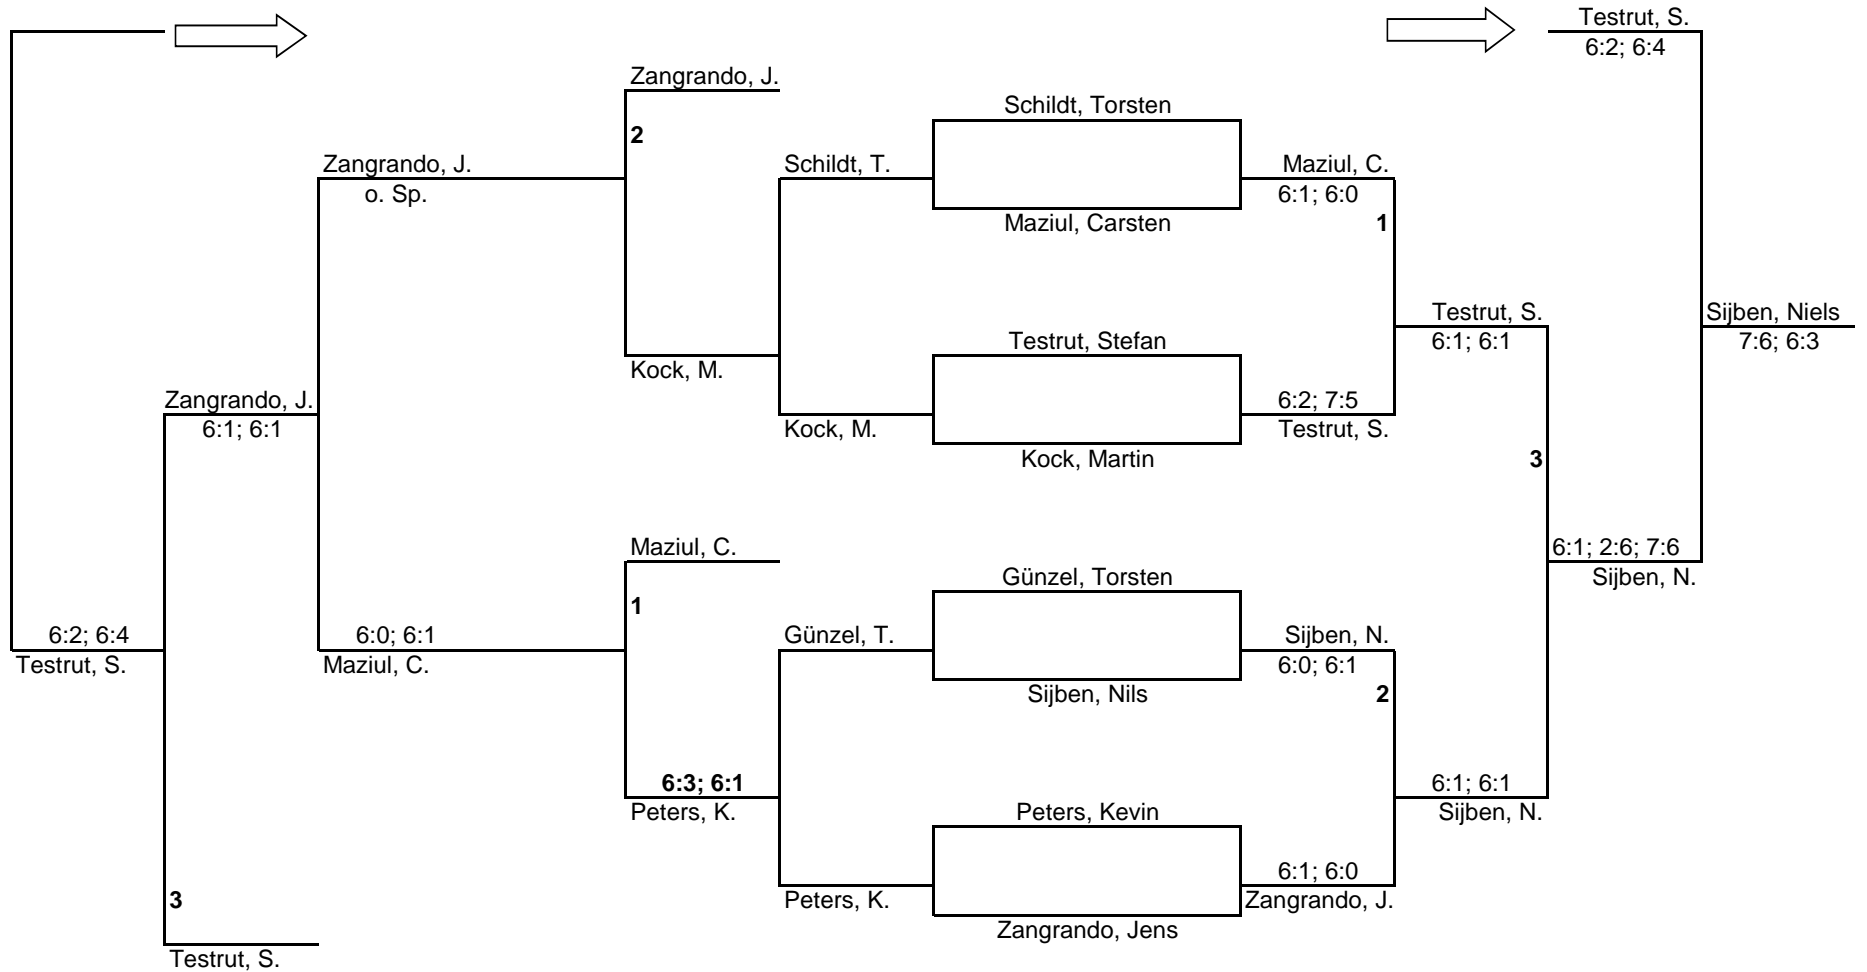 Testrut, S.
6:2; 6:4
Zangrando, J.
Schildt, Torsten
2
Zangrando, J.
Schildt, T.
Maziul, C.
o. Sp.
6:1; 6:0
Maziul, Carsten
1
Testrut, S.
Sijben, Niels
6:1; 6:1
7:6; 6:3
Testrut, Stefan
Kock, M.
Zangrando, J.
6:2; 7:5
6:1; 6:1
Kock, M.
Testrut, S.
Kock, Martin
3
Maziul, C.
6:1; 2:6; 7:6
Günzel, Torsten
Sijben, N.
1
6:2; 6:4
6:0; 6:1
Günzel, T.
Sijben, N.
Testrut, S.
Maziul, C.
6:0; 6:1
Sijben, Nils
2
6:3; 6:1
6:1; 6:1
Peters, K.
Peters, Kevin
Sijben, N.
6:1; 6:0
3
Peters, K.
Zangrando, J.
Zangrando, Jens
Testrut, S.